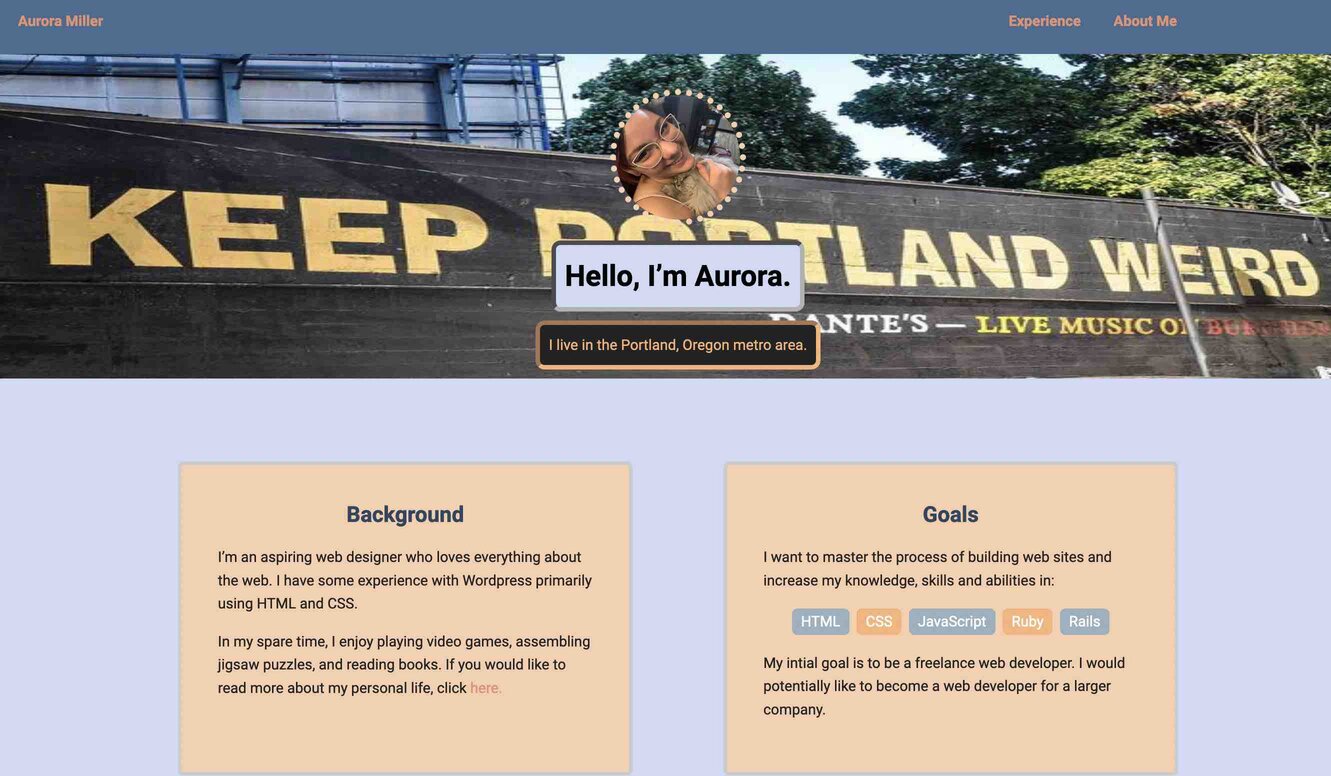 Aurora Miller Experience About Me
KEEP PORTLAND WEIRD
Hello, I’m Aurora.
DANTE'S — LIVE MUSIC
I live in the Portland, Oregon metro area.
Background
I’m an aspiring web designer who loves everything about
the web. I have some experience with Wordpress primarily
using HTML and CSS.
In my spare time, I enjoy playing video games, assembling
jigsaw puzzles, and reading books. If you would like to
read more about my personal life, click here.
Goals
I want to master the process of building web sites and
increase my knowledge, skills and abilities in:
HTML CSS JavaScript Ruby Rails
My intial goal is to be a freelance web developer. I would
potentially like to become a web developer for a larger
company.